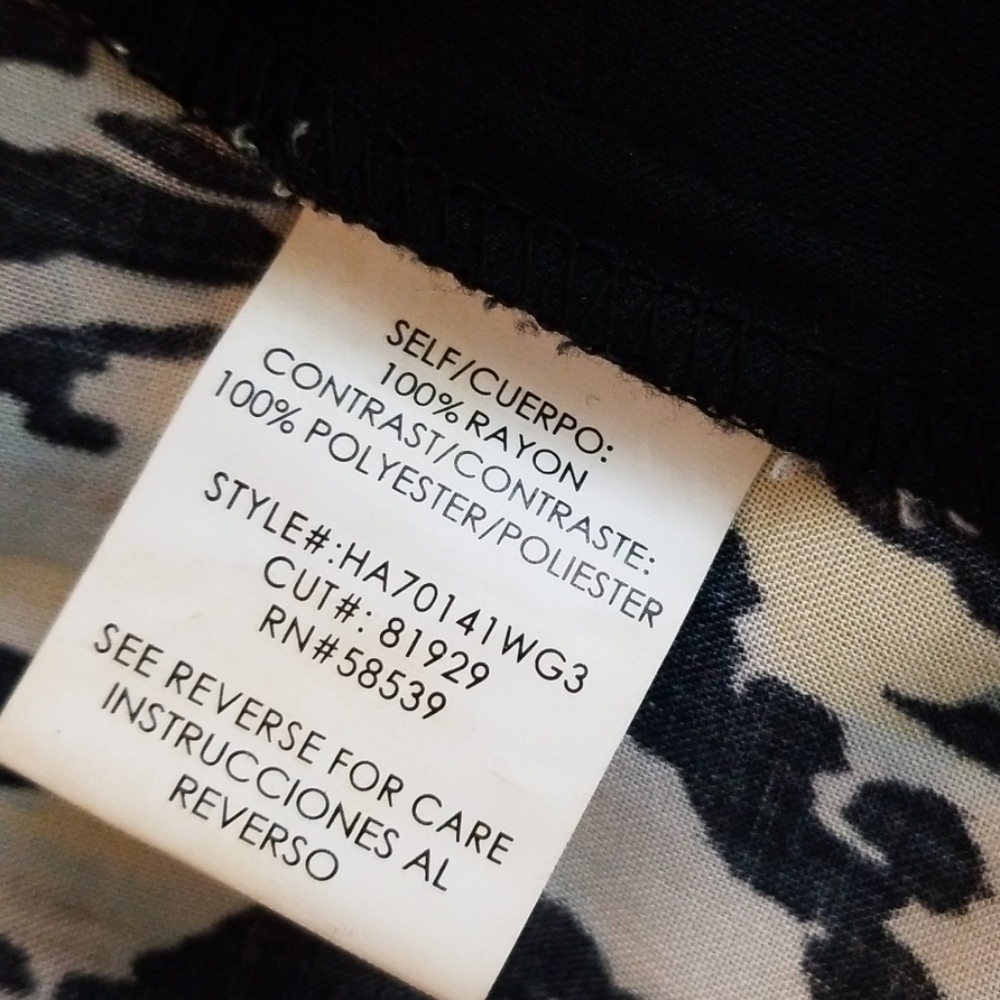 SELF/CUERPO:
100% RAYON
CONTRAST/CONTRASTE:
100% POLYESTER/POLIESTER
STYLE#:HA70141WG3
CUT#: 81929
RN#58539
SEE REVERSE FOR CARE
INSTRUCCIONES AL
REVERSO